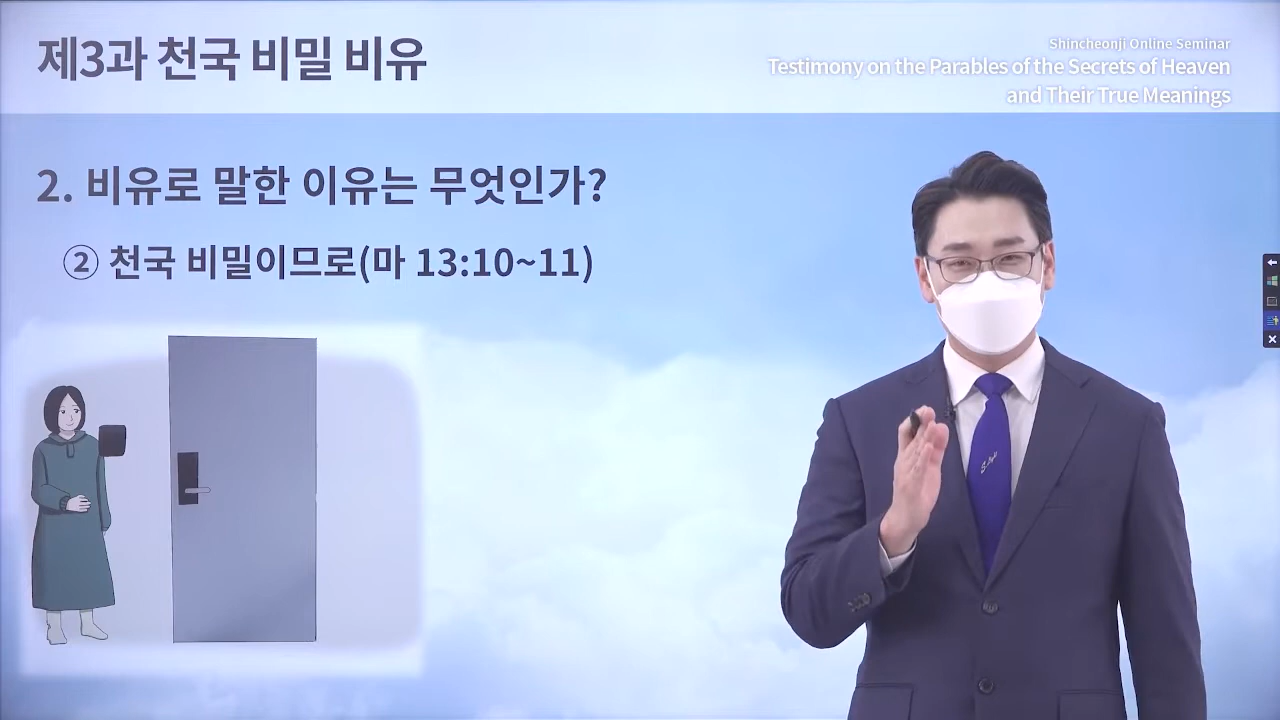 제3과 천국 비밀 비유
Shincheonji Online Seminar
Testimony on the Parables of the Secrets of Heaven
and Their True Meanings
2. 비유로 말한 이유는 무엇인가?
② 천국 비밀이므로(마 13:10~11)